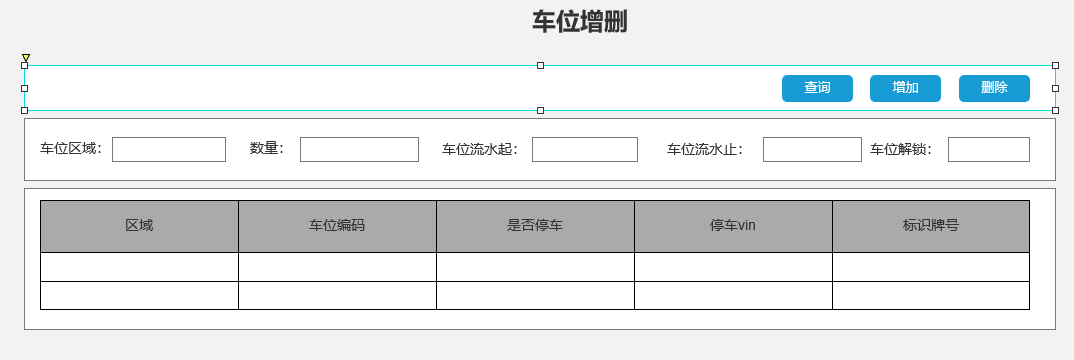 车位增删
查询 增加 删除
车位区域: 数量: 车位流水起: 车位流水止: 车位解锁:
区域 车位编码 是否停车 停车vin 标识牌号